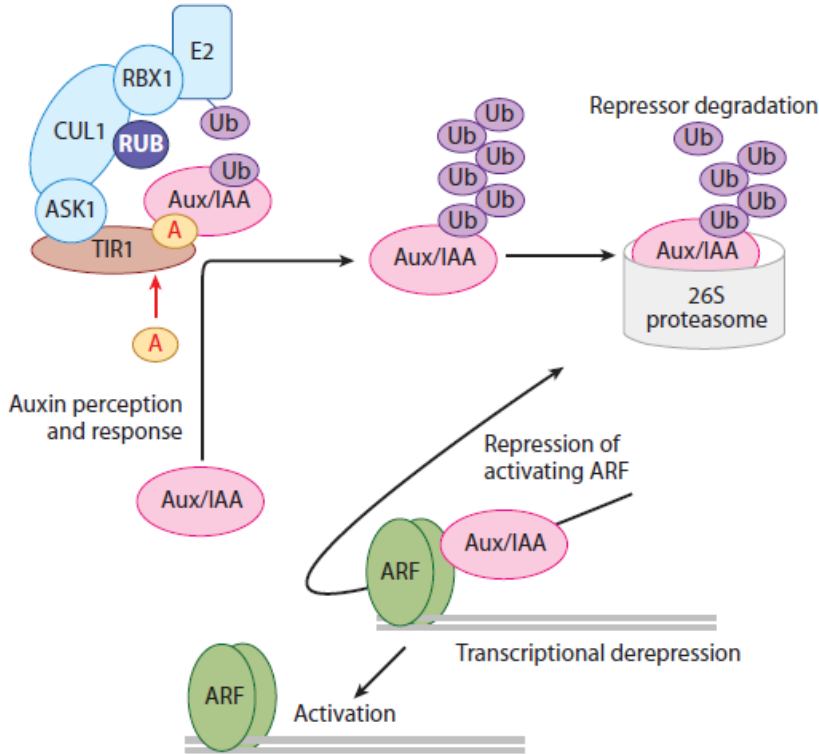 E2
RBX1
CUL1
RUB
Ub
Ub
Aux/IAA
ASK1
A
TIR1
A
Auxin perception
and response
Aux/IAA
Ub
Ub
Ub
Ub
Ub
Ub
Aux/IAA
Repressor degradation
Ub
Ub
Ub
Ub
Ub
Aux/IAA
26S
proteasome
Repression of
activating ARF
Aux/IAA
ARF
Transcriptional derepression
ARF
Activation